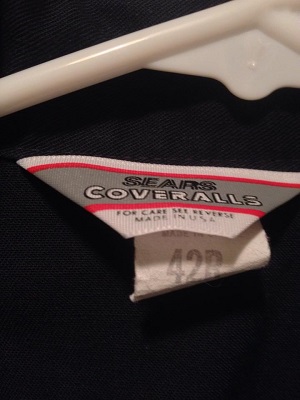 SEARS
COVERALLS
FOR CARE SEE REVERSE
MADE IN USA
42R